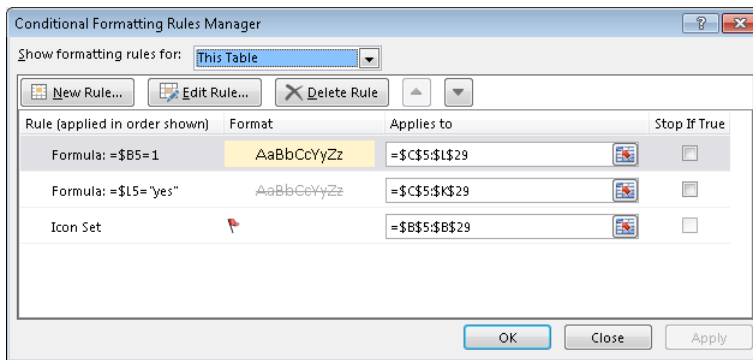 Conditional Formatting Rules Manager
Show formatting rules for: This Table
New Rule... Edit Rule... Delete Rule
Rule (applied in order shown) Format Applies to Stop If True
Formula: =$B5=1 AaBbCcYyZz =$C$5:$L$29
Formula: =$L5="yes" AaBbCcYyZz =$C$5:$K$29
Icon Set =$B$5:$B$29
OK Close Apply